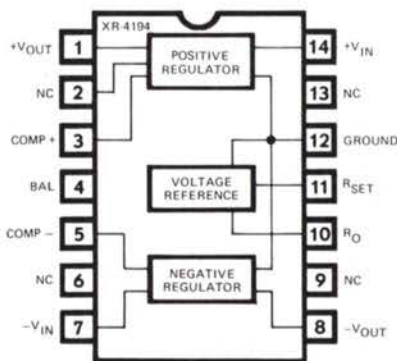 XR-4194
+VOUT 1
NC 2
COMP + 3
BAL 4
COMP − 5
NC 6
−VIN 7
POSITIVE
REGULATOR
VOLTAGE
REFERENCE
NEGATIVE
REGULATOR
14 +VIN
13 NC
12 GROUND
11 RSET
10 RO
9 NC
8 −VOUT